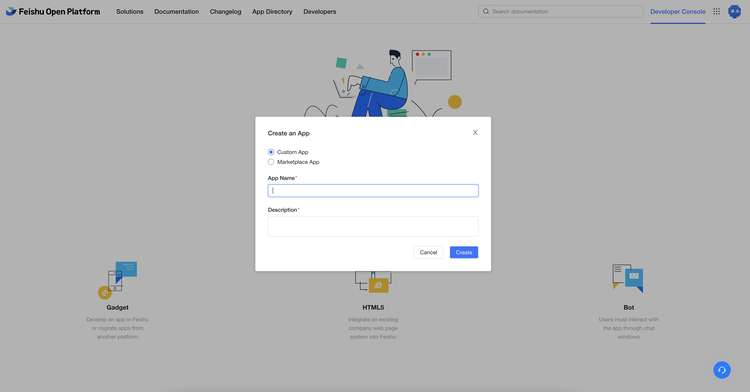 Feishu Open Platform
Solutions
Documentation
Changelog
App Directory
Developers
Search documentation
Developer Console
Create an App
X
Custom App
Marketplace App
App Name*
Description*
Cancel
Create
Gadget
Develop an app in Feishu
or migrate apps from
another platform
HTML5
Integrate an existing
company web page
system into Feishu
Bot
Users must interact with
the app through chat
windows